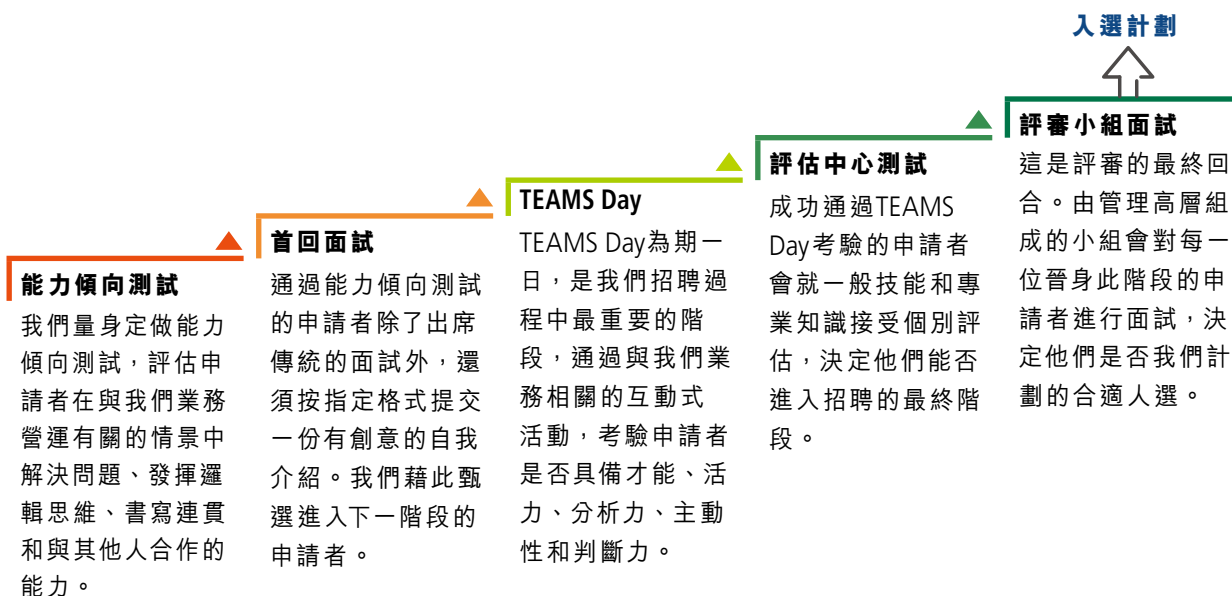 能力傾向測試
我們量身定做能力
傾向測試，評估申
請者在與我們業務
營運有關的情景中
解決問題、發揮邏
輯思維、書寫連貫
和與其他人合作的
能力。
首回面試
通過能力傾向測試
的申請者除了出席
傳統的面試外，還
須按指定格式提交
一份有創意的自我
介紹。我們藉此甄
選進入下一階段的
申請者。
TEAMS Day
TEAMS Day為期一
日，是我們招聘過
程中最重要的階
段，通過與我們業
務相關的互動式
活動，考驗申請者
是否具備才能、活
力、分析力、主動
性和判斷力。
評估中心測試
成功通過TEAMS
Day考驗的申請者
會就一般技能和專
業知識接受個別評
估，決定他們能否
進入招聘的最終階
段。
評審小組面試
這是評審的最終回
合。由管理高層組
成的小組會對每一
位晉身此階段的申
請者進行面試，決
定他們是否我們計
劃的合適人選。
入選計劃